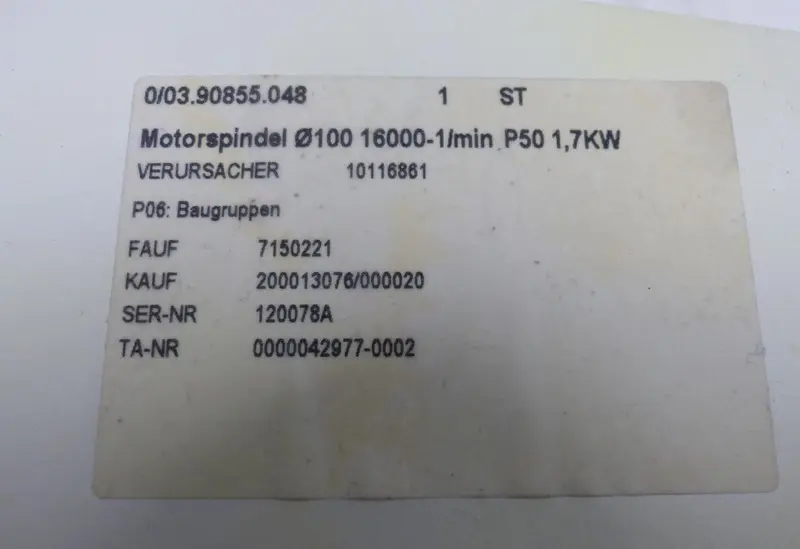 0/03.90855.048 1 ST
Motorspindel Ø100 16000-1/min P50 1,7KW
VERURSACHER 10116861
P06: Baugruppen
FAUF 7150221
KAUF 200013076/000020
SER-NR 120078A
TA-NR 0000042977-0002